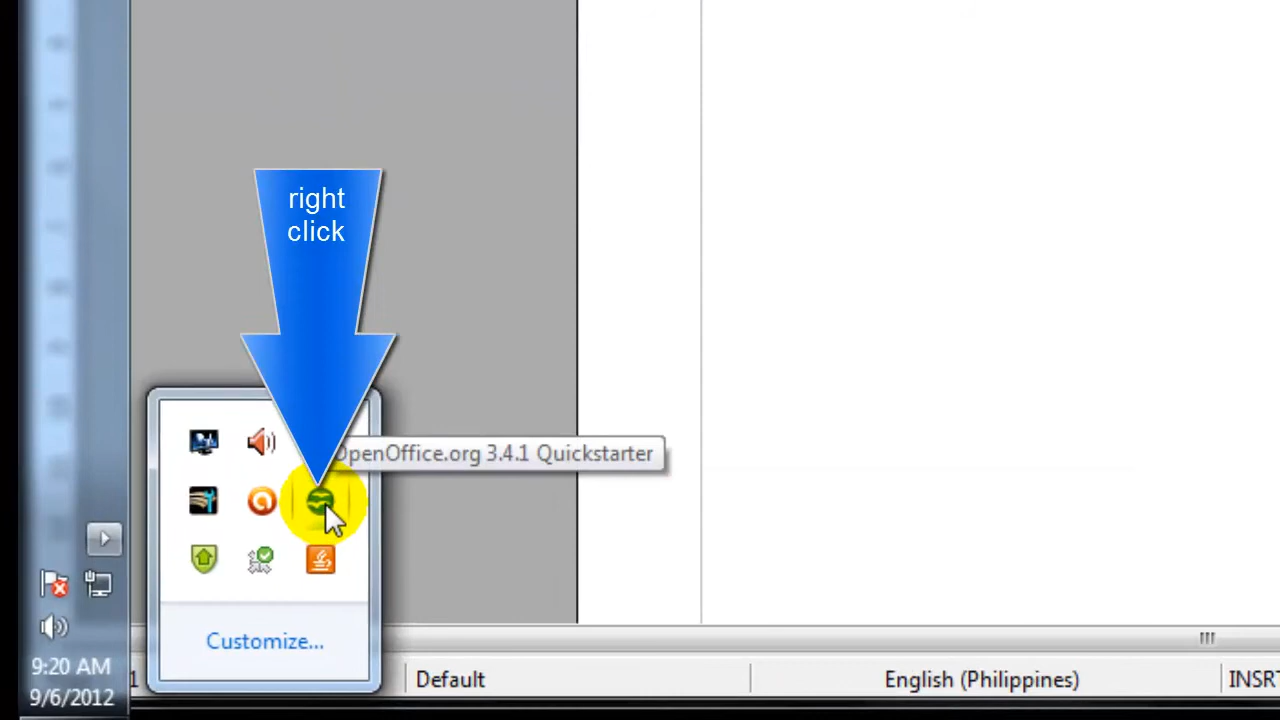 right
click
OpenOffice.org 3.4.1 Quickstarter
Customize...
9:20 AM
9/6/2012
1
Default
English (Philippines)
INSRT